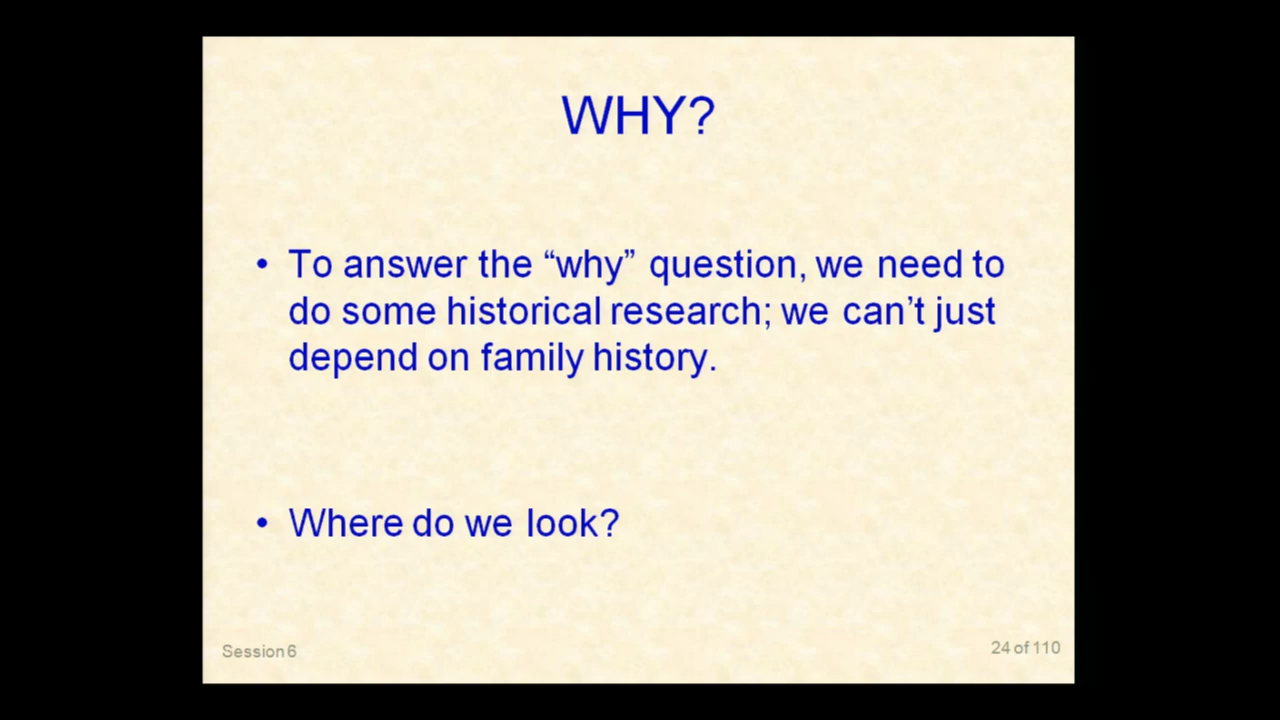 WHY?
• To answer the “why” question, we need to
do some historical research; we can’t just
depend on family history.
• Where do we look?
Session 6
24 of 110